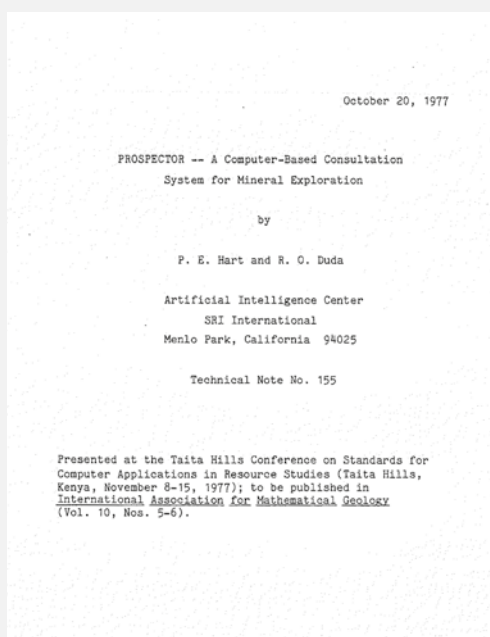 October 20, 1977
PROSPECTOR -- A Computer-Based Consultation
System for Mineral Exploration
by
P. E. Hart and R. O. Duda
Artificial Intelligence Center
SRI International
Menlo Park, California 94025
Technical Note No. 155
Presented at the Taita Hills Conference on Standards for
Computer Applications in Resource Studies (Taita Hills,
Kenya, November 8-15, 1977); to be published in
International Association for Mathematical Geology
(Vol. 10, Nos. 5-6).